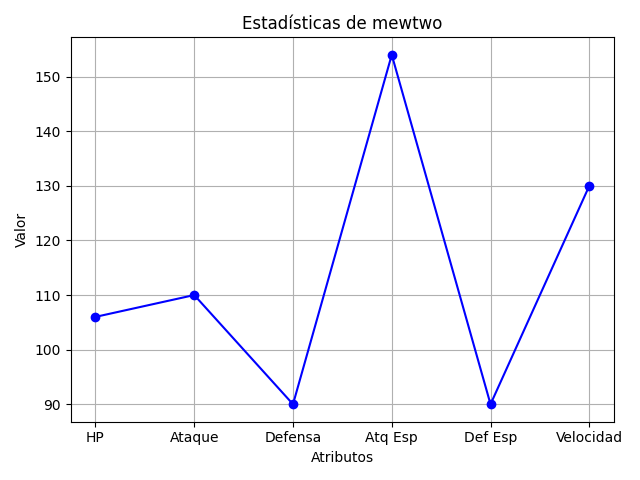 Estadísticas de mewtwo
Valor
150
140
130
120
110
100
90
HP Ataque Defensa Atq Esp Def Esp Velocidad
Atributos